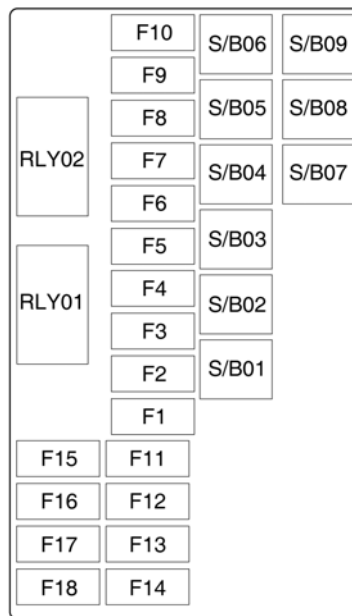 F10 S/B06 S/B09
F9
F8 S/B05 S/B08
RLY02 F7 S/B04 S/B07
F6
F5 S/B03
F4
RLY01 F3 S/B02
F2 S/B01
F1
F15 F11
F16 F12
F17 F13
F18 F14